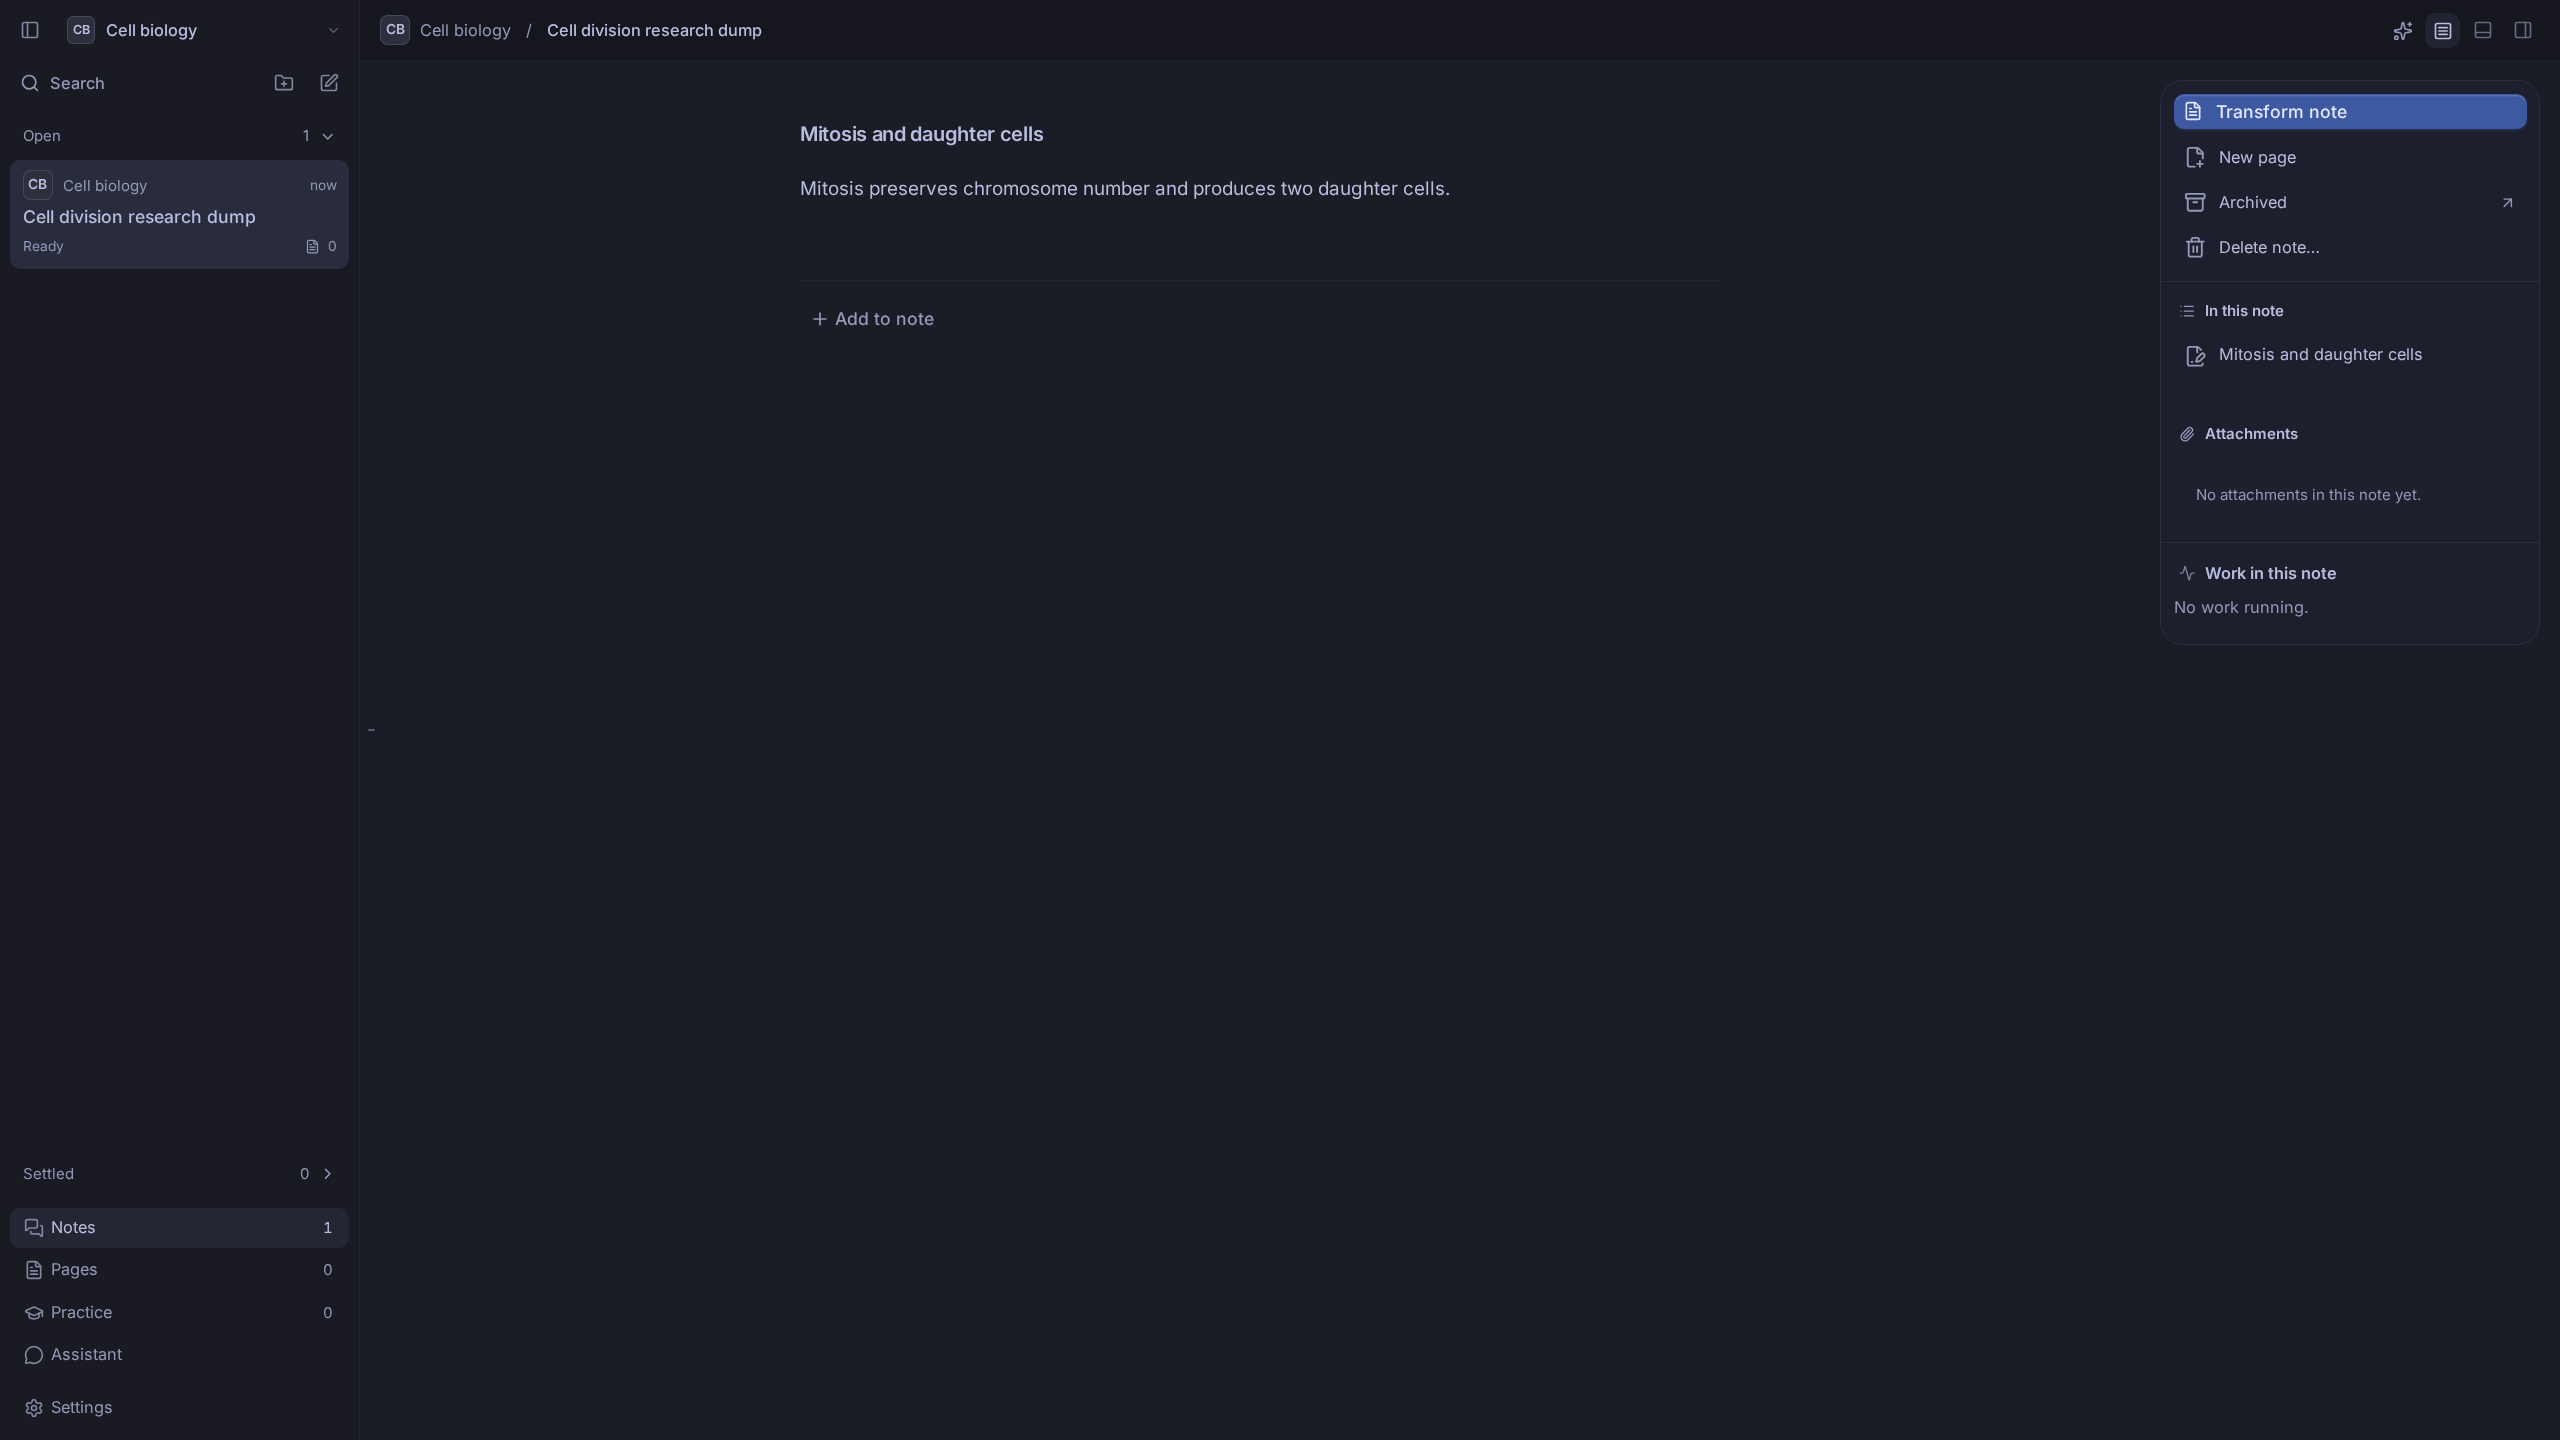 CB Cell biology
Search
Open 1
CB Cell biology now
Cell division research dump
Ready 0
Settled 0
Notes 1
Pages 0
Practice 0
Assistant
Settings
CB Cell biology / Cell division research dump
Mitosis and daughter cells
Mitosis preserves chromosome number and produces two daughter cells.
Add to note
Transform note
New page
Archived
Delete note...
In this note
Mitosis and daughter cells
Attachments
No attachments in this note yet.
Work in this note
No work running.